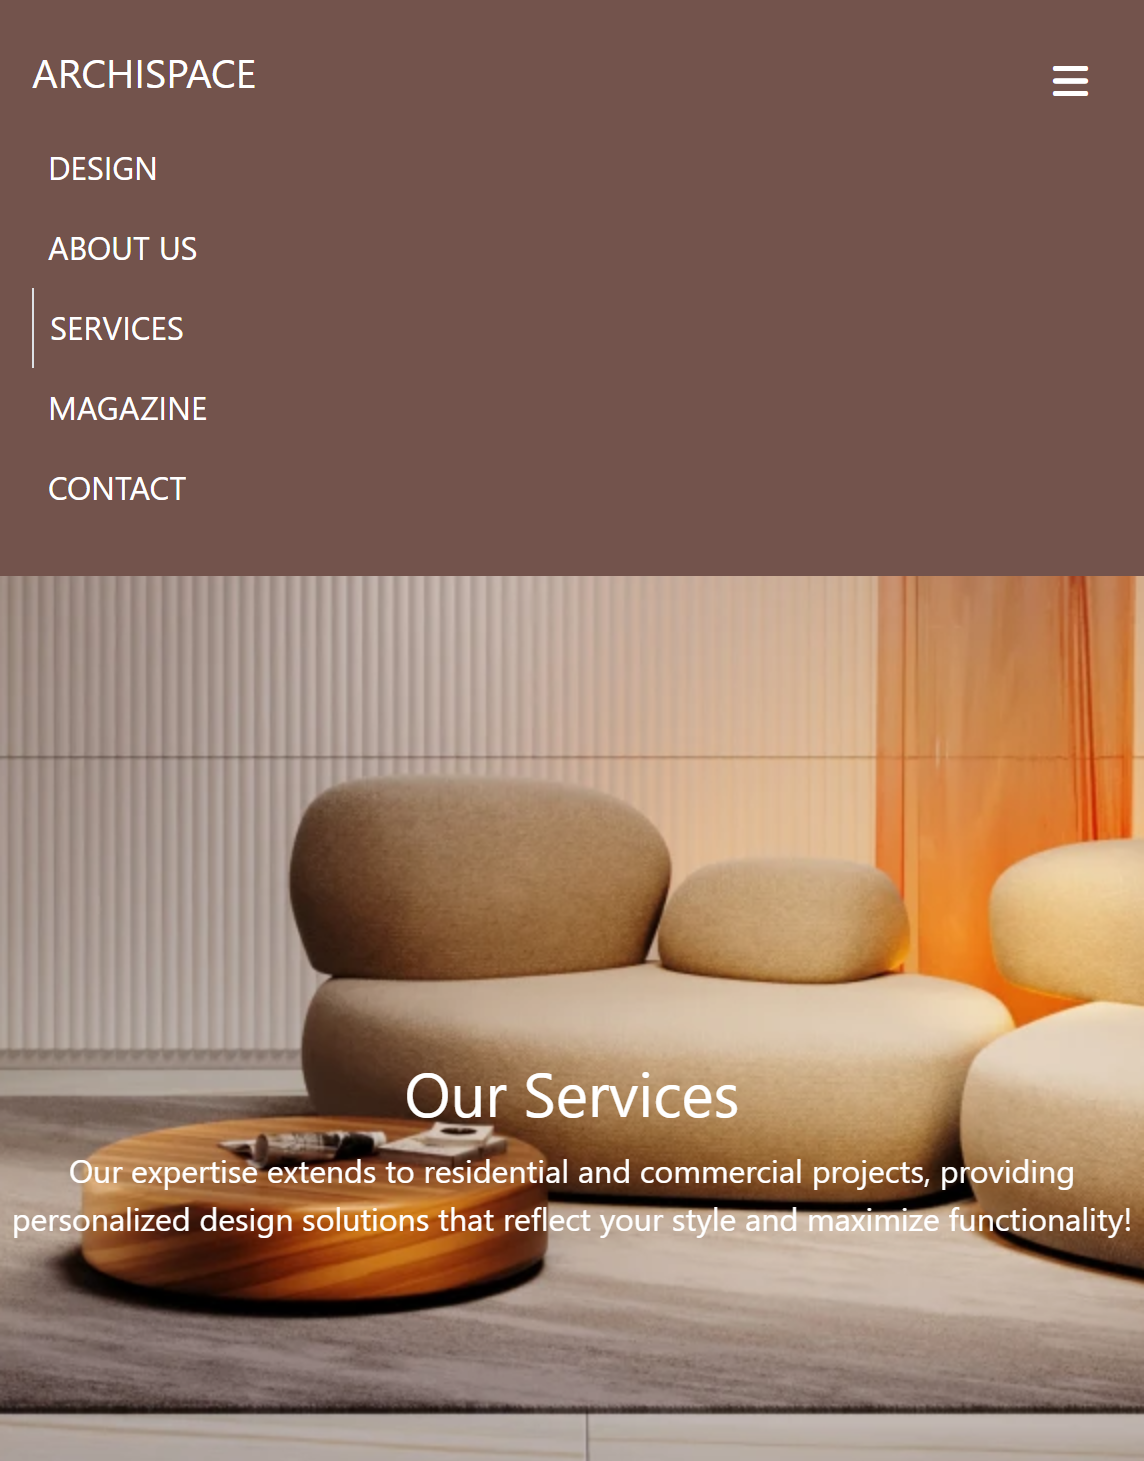 ARCHISPACE
DESIGN
ABOUT US
SERVICES
MAGAZINE
CONTACT
Our Services
Our expertise extends to residential and commercial projects, providing
personalized design solutions that reflect your style and maximize functionality!